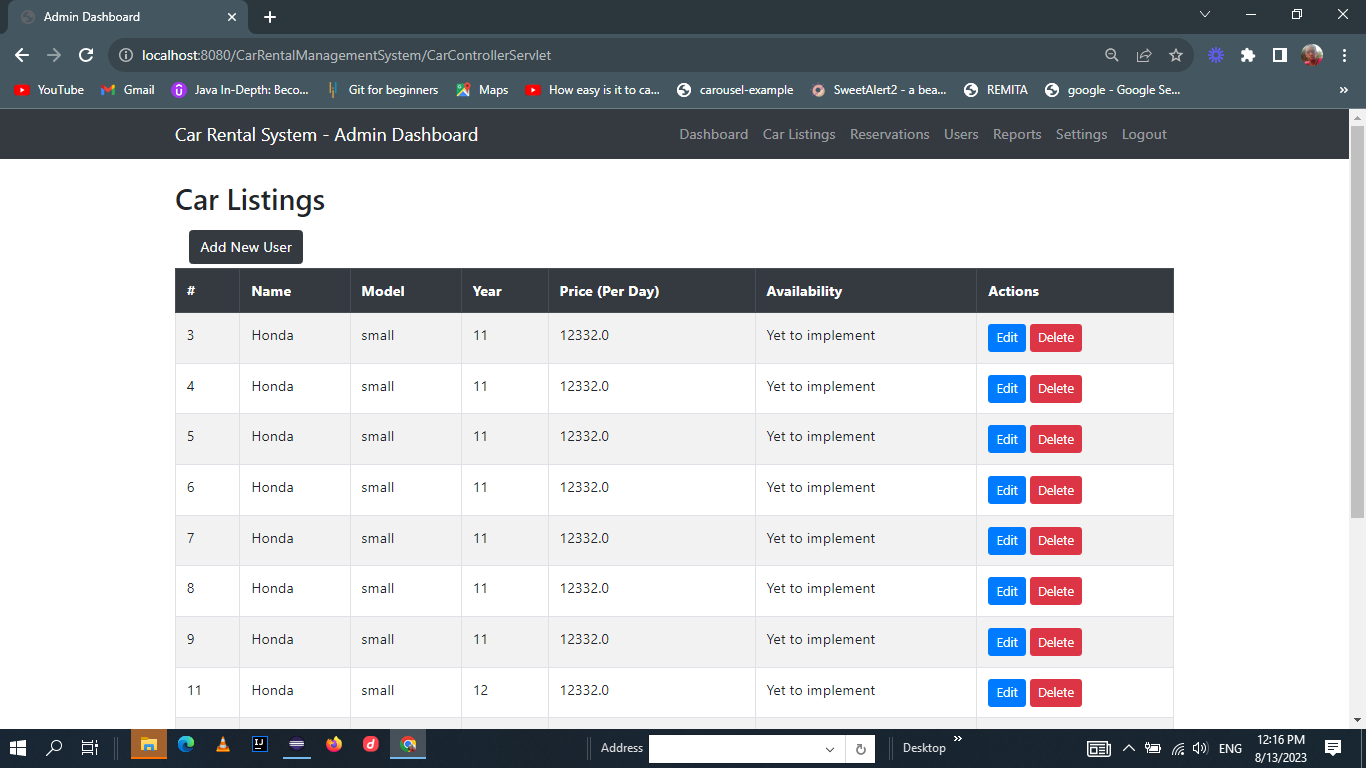 Admin Dashboard
localhost:8080/CarRentalManagementSystem/CarControllerServlet
YouTube Gmail Java In-Depth: Beco... Git for beginners Maps How easy is it to ca... carousel-example SweetAlert2 - a bea... REMITA google - Google Se... »
Car Rental System - Admin Dashboard Dashboard Car Listings Reservations Users Reports Settings Logout
Car Listings
Add New User
# Name Model Year Price (Per Day) Availability Actions
3 Honda small 11 12332.0 Yet to implement Edit Delete
4 Honda small 11 12332.0 Yet to implement Edit Delete
5 Honda small 11 12332.0 Yet to implement Edit Delete
6 Honda small 11 12332.0 Yet to implement Edit Delete
7 Honda small 11 12332.0 Yet to implement Edit Delete
8 Honda small 11 12332.0 Yet to implement Edit Delete
9 Honda small 11 12332.0 Yet to implement Edit Delete
11 Honda small 12 12332.0 Yet to implement Edit Delete
Address Desktop » ENG 12:16 PM
8/13/2023